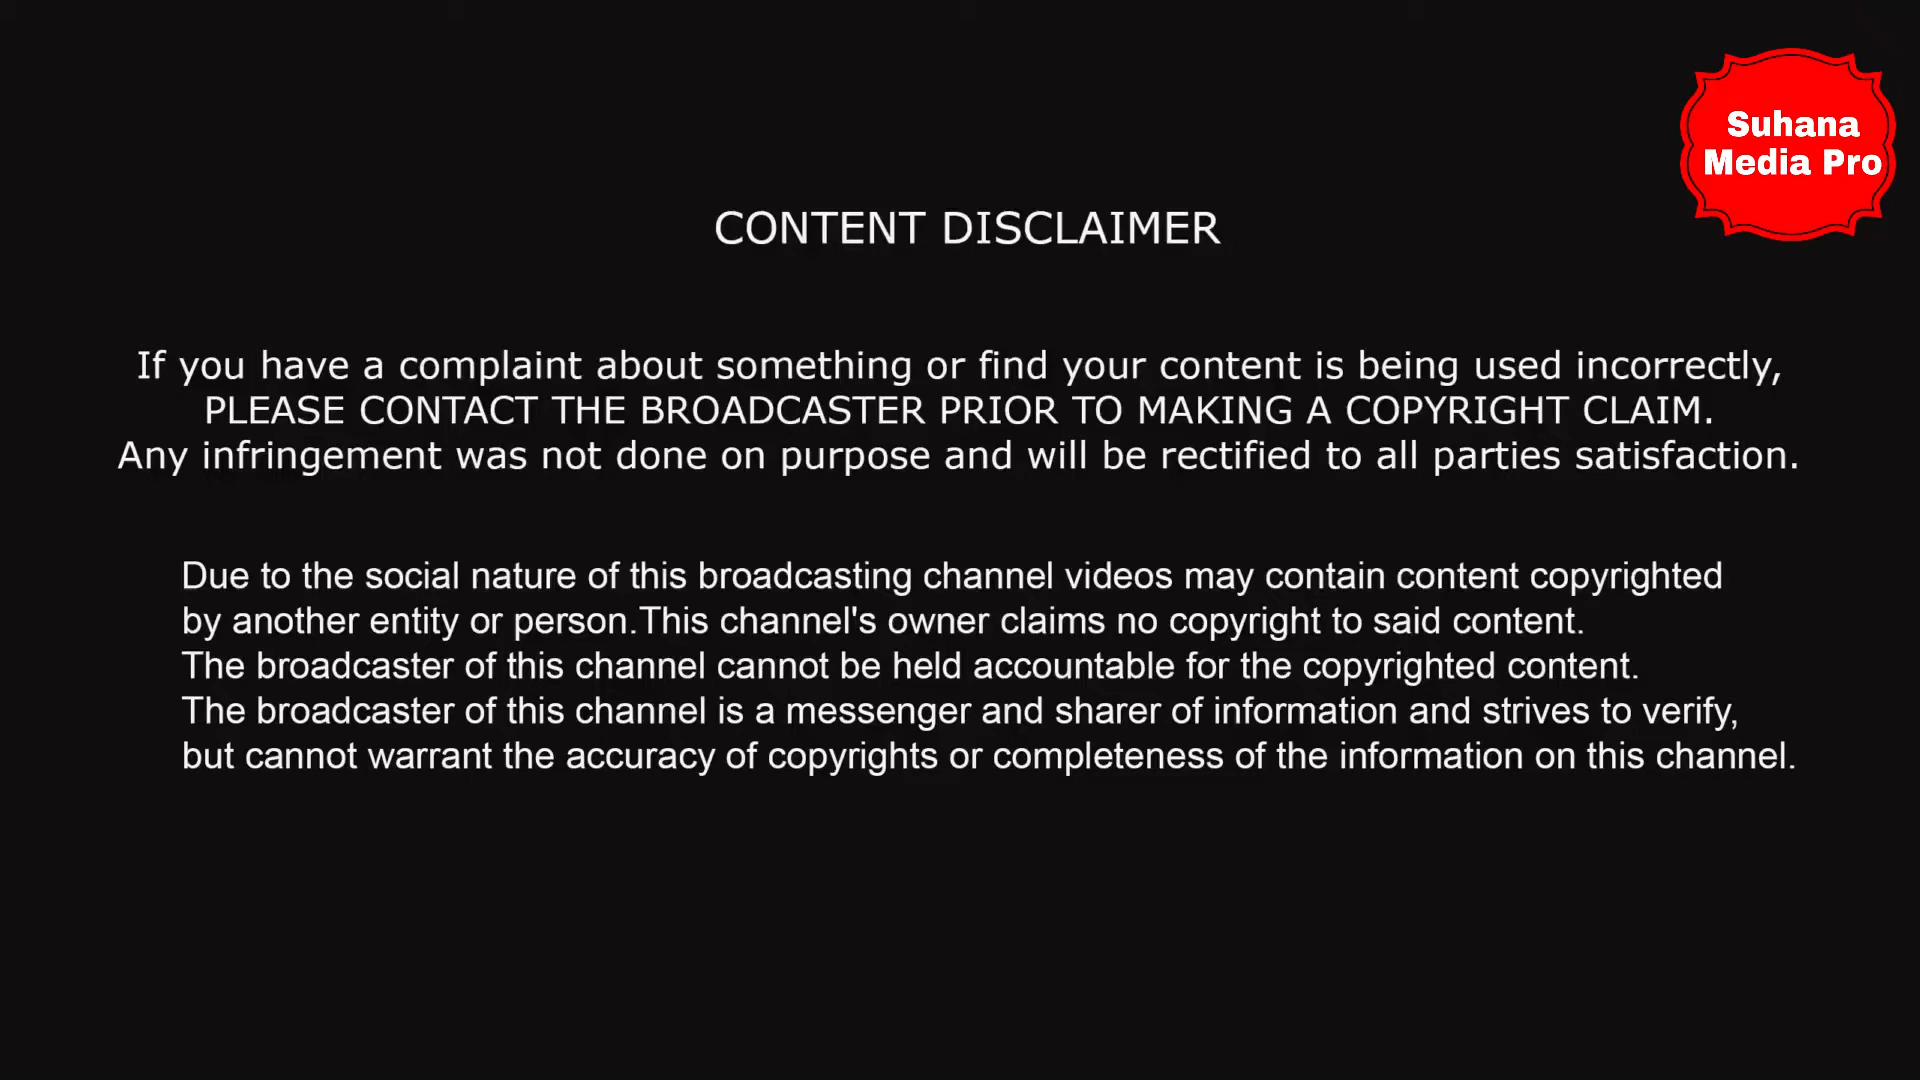 Suhana
Media Pro
CONTENT DISCLAIMER
If you have a complaint about something or find your content is being used incorrectly,
PLEASE CONTACT THE BROADCASTER PRIOR TO MAKING A COPYRIGHT CLAIM.
Any infringement was not done on purpose and will be rectified to all parties satisfaction.
Due to the social nature of this broadcasting channel videos may contain content copyrighted
by another entity or person.This channel's owner claims no copyright to said content.
The broadcaster of this channel cannot be held accountable for the copyrighted content.
The broadcaster of this channel is a messenger and sharer of information and strives to verify,
but cannot warrant the accuracy of copyrights or completeness of the information on this channel.